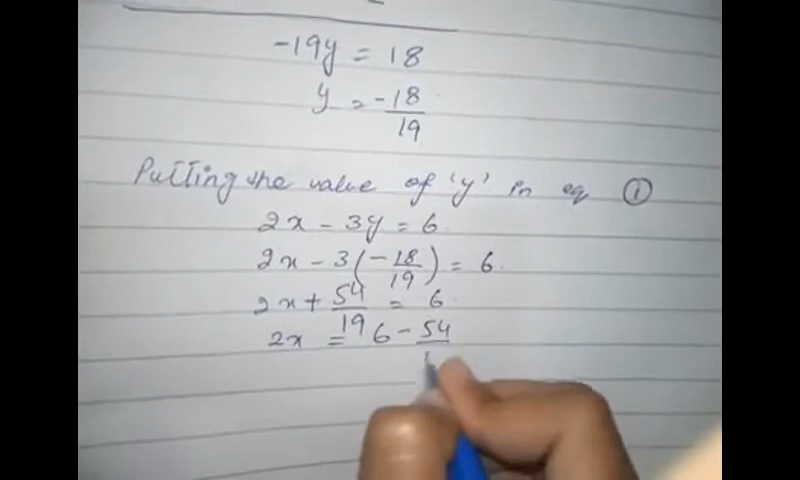 -19y = 18
y = -18/19
Putting the value of 'y' in eq ①
2x - 3y = 6
2x - 3(-18/19) = 6
2x + 54/19 = 6
2x = 6 - 54/1